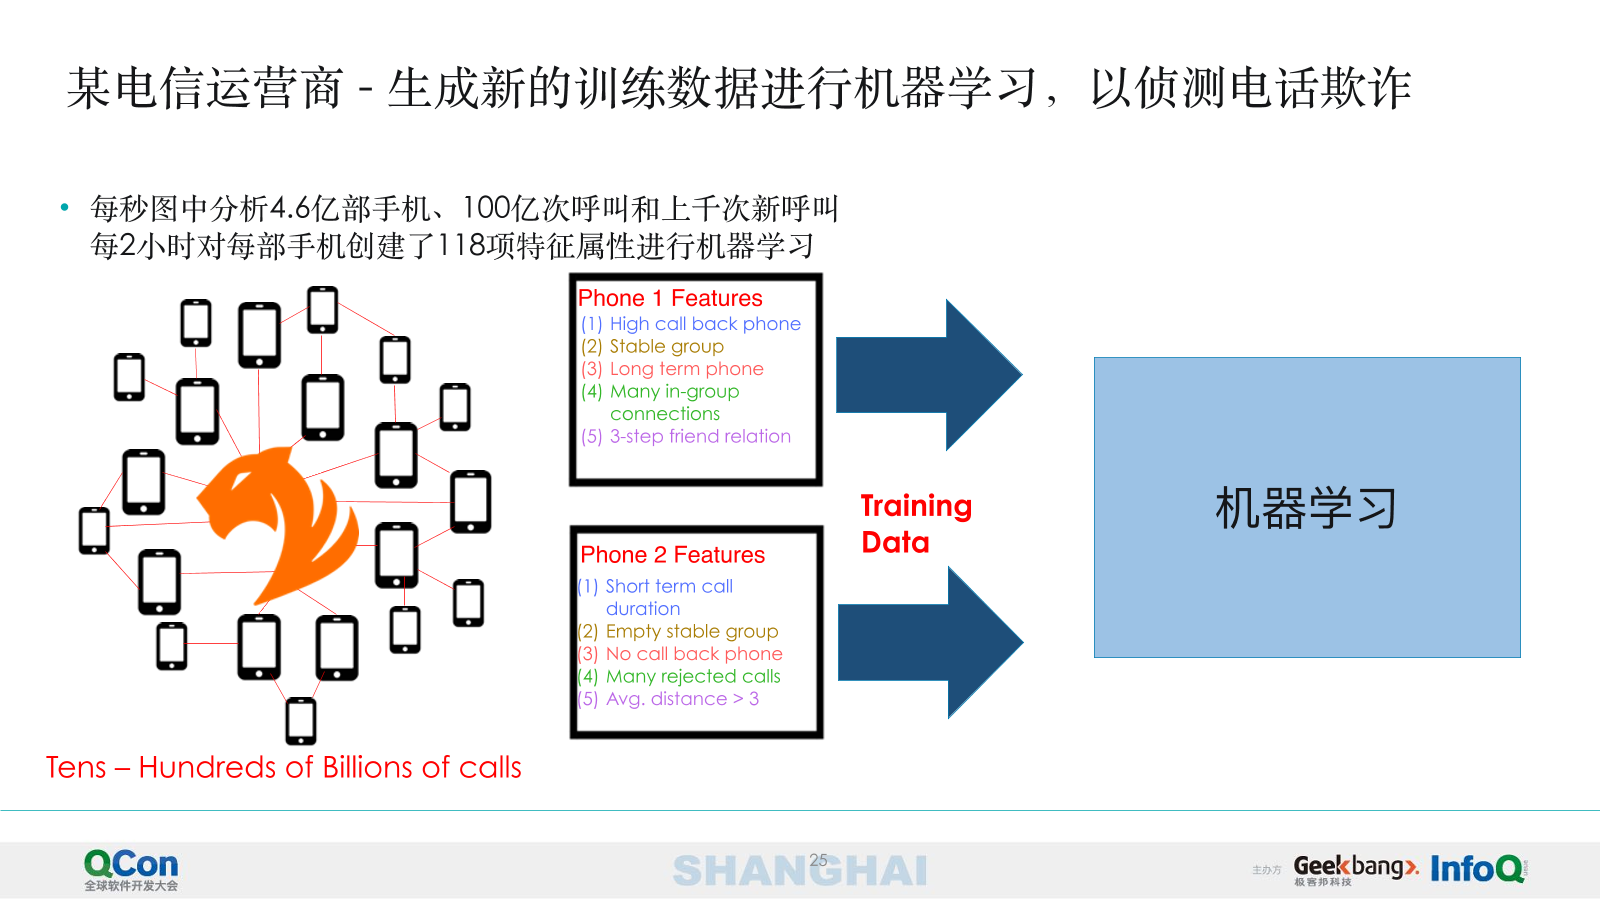 某电信运营商 - 生成新的训练数据进行机器学习，以侦测电话欺诈
• 每秒图中分析4.6亿部手机、100亿次呼叫和上千次新呼叫
每2小时对每部手机创建了118项特征属性进行机器学习
Phone 1 Features
(1) High call back phone
(2) Stable group
(3) Long term phone
(4) Many in-group
connections
(5) 3-step friend relation
Phone 2 Features
(1) Short term call
duration
(2) Empty stable group
(3) No call back phone
(4) Many rejected calls
(5) Avg. distance > 3
Training
Data
机器学习
Tens – Hundreds of Billions of calls
QCon
全球软件开发大会
SHANGHAI
25
主办方
Geekbang>.
极客邦科技
InfoQ